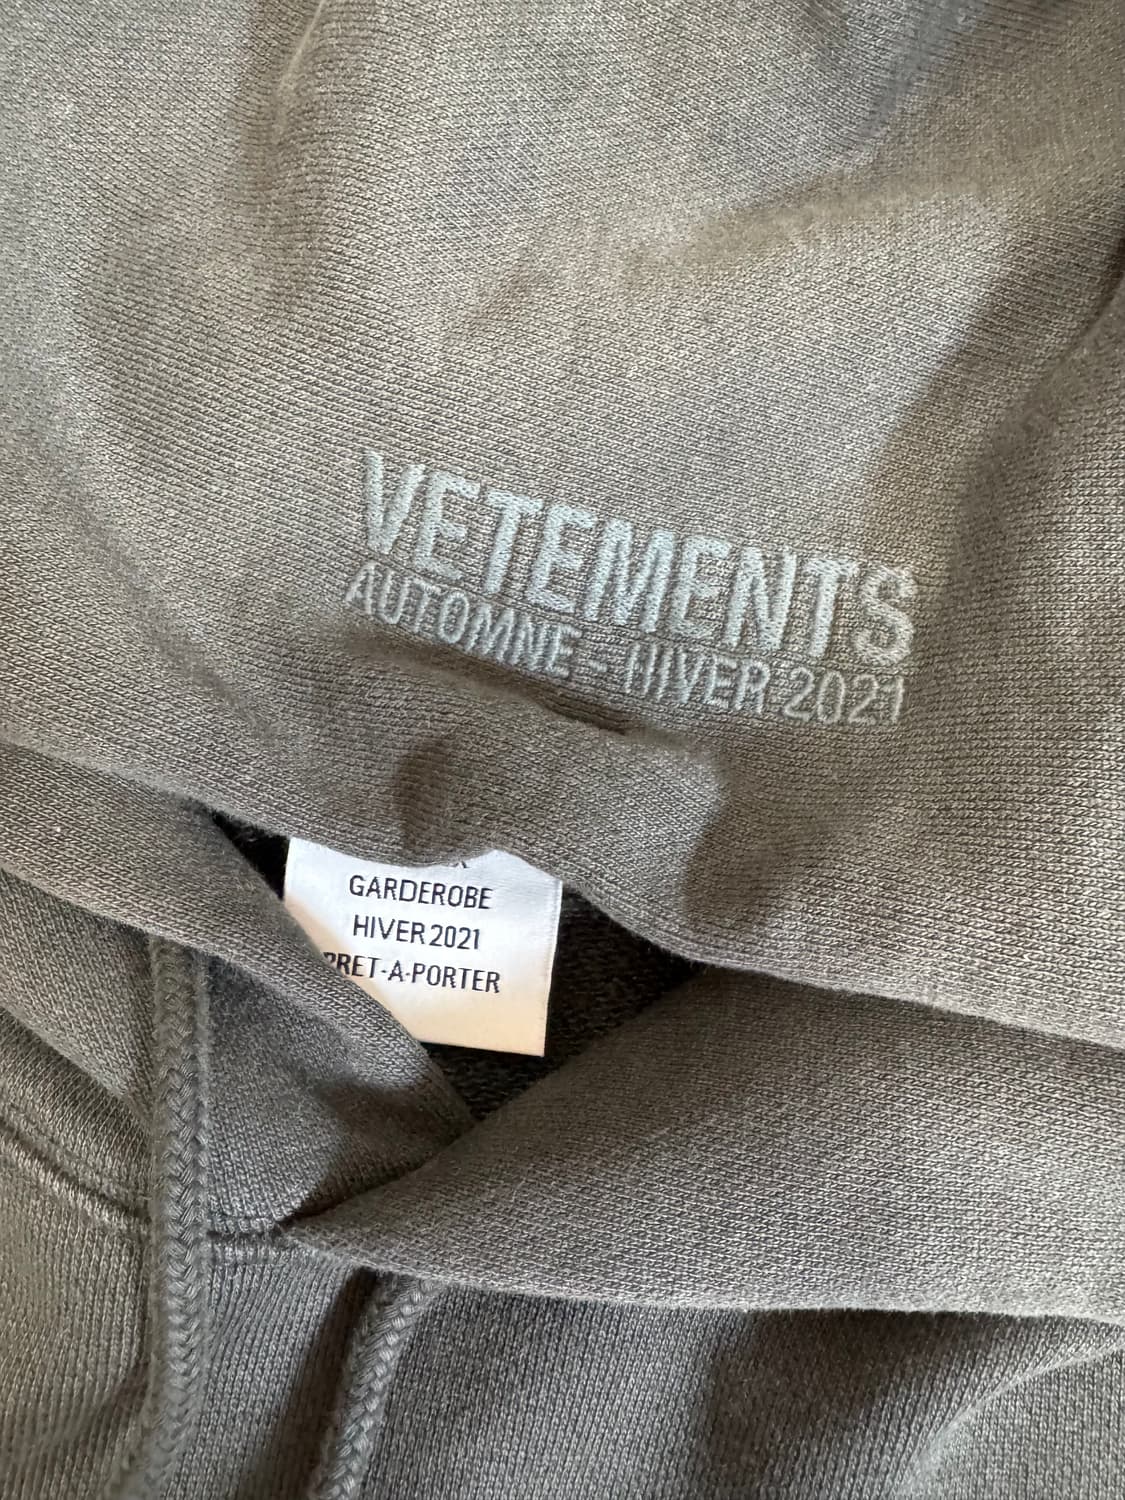 VETEMENTS
AUTOMNE - HIVER 2021
GARDEROBE
HIVER 2021
PRET-A-PORTER